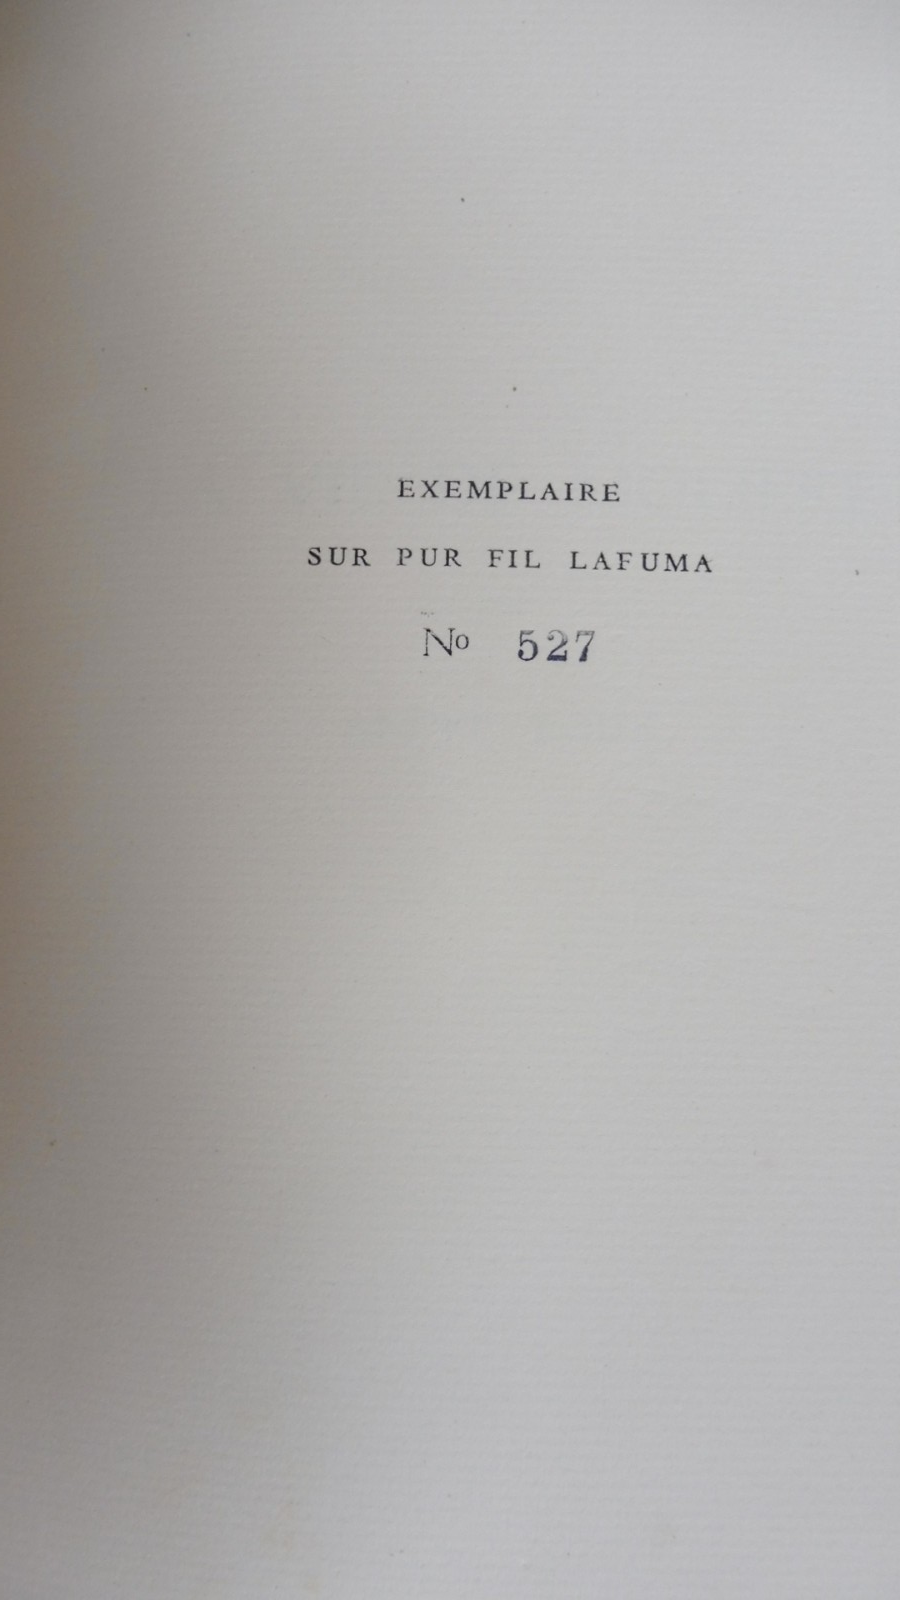 EXEMPLAIRE
SUR PUR FIL LAFUMA
No 527